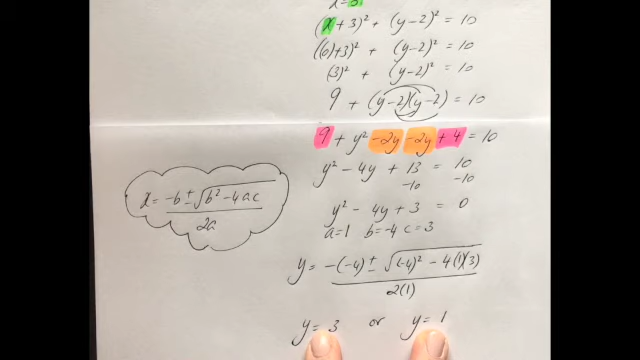 (x+3)² + (y-2)² = 10
((0)+3)² + (y-2)² = 10
(3)² + (y-2)² = 10
9 + (y-2)(y-2) = 10
9 + y² -2y -2y +4 = 10
y² - 4y + 13 = 10
-10 -10
x = -b ± √b² - 4ac / 2a
y² - 4y + 3 = 0
a=1 b=-4 c=3
y = -(-4) ± √(-4)² - 4(1)(3) / 2(1)
y = 3 or y = 1